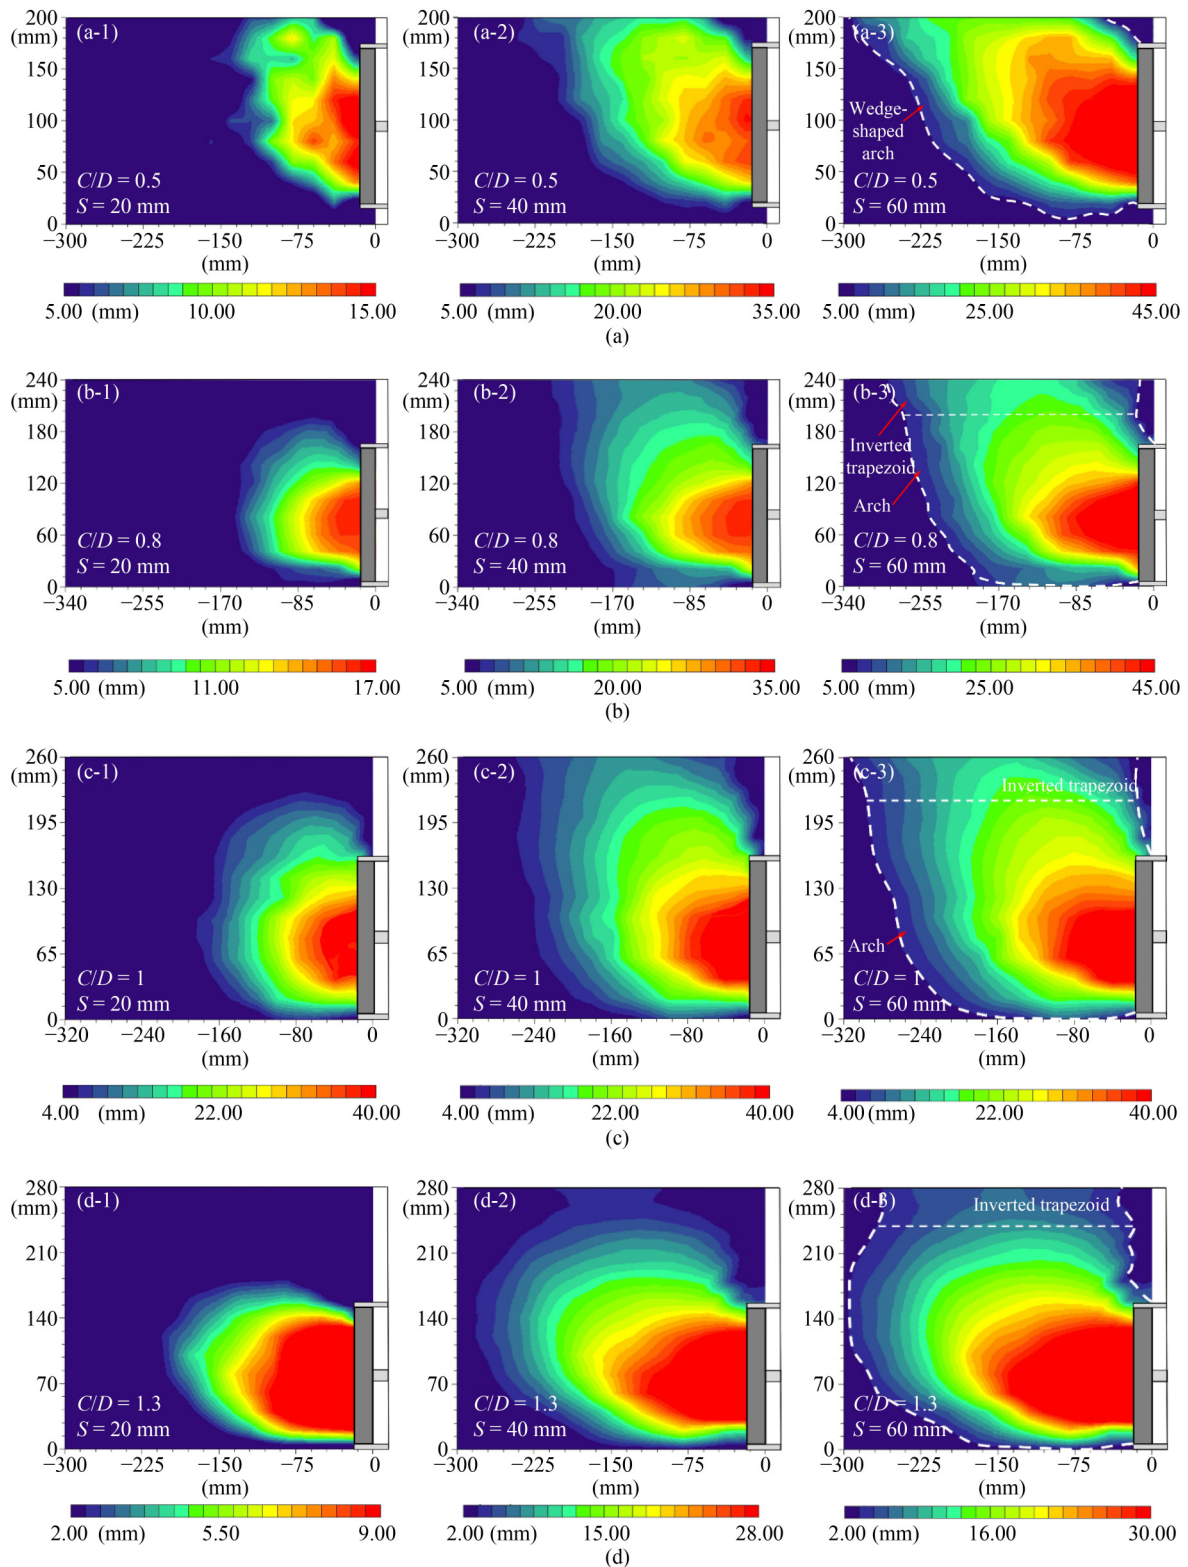 200
(mm)
150
100
50
0
(a-1)
C/D = 0.5
S = 20 mm
−300 −225 −150 −75 0
(mm)
5.00 (mm) 10.00 15.00
200
(mm)
150
100
50
0
(a-2)
C/D = 0.5
S = 40 mm
−300 −225 −150 −75 0
(mm)
5.00 (mm) 20.00 35.00
200
(mm)
150
100
50
0
(a-3)
Wedge-
shaped
arch
C/D = 0.5
S = 60 mm
−300 −225 −150 −75 0
(mm)
5.00 (mm) 25.00 45.00
(a)
240
(mm)
180
120
60
0
(b-1)
C/D = 0.8
S = 20 mm
−340 −255 −170 −85 0
(mm)
5.00 (mm) 11.00 17.00
240
(mm)
180
120
60
0
(b-2)
C/D = 0.8
S = 40 mm
−340 −255 −170 −85 0
(mm)
5.00 (mm) 20.00 35.00
240
(mm)
180
120
60
0
(b-3)
Inverted
trapezoid
Arch
C/D = 0.8
S = 60 mm
−340 −255 −170 −85 0
(mm)
5.00 (mm) 25.00 45.00
(b)
260
(mm)
195
130
65
0
(c-1)
C/D = 1
S = 20 mm
−320 −240 −160 −80 0
(mm)
4.00 (mm) 22.00 40.00
260
(mm)
195
130
65
0
(c-2)
C/D = 1
S = 40 mm
−320 −240 −160 −80 0
(mm)
4.00 (mm) 22.00 40.00
260
(mm)
195
130
65
0
(c-3)
Inverted trapezoid
Arch
C/D = 1
S = 60 mm
−320 −240 −160 −80 0
(mm)
4.00 (mm) 22.00 40.00
(c)
280
(mm)
210
140
70
0
(d-1)
C/D = 1.3
S = 20 mm
−300 −225 −150 −75 0
(mm)
2.00 (mm) 5.50 9.00
280
(mm)
210
140
70
0
(d-2)
C/D = 1.3
S = 40 mm
−300 −225 −150 −75 0
(mm)
2.00 (mm) 15.00 28.00
280
(mm)
210
140
70
0
(d-3)
Inverted trapezoid
C/D = 1.3
S = 60 mm
−300 −225 −150 −75 0
(mm)
2.00 (mm) 16.00 30.00
(d)